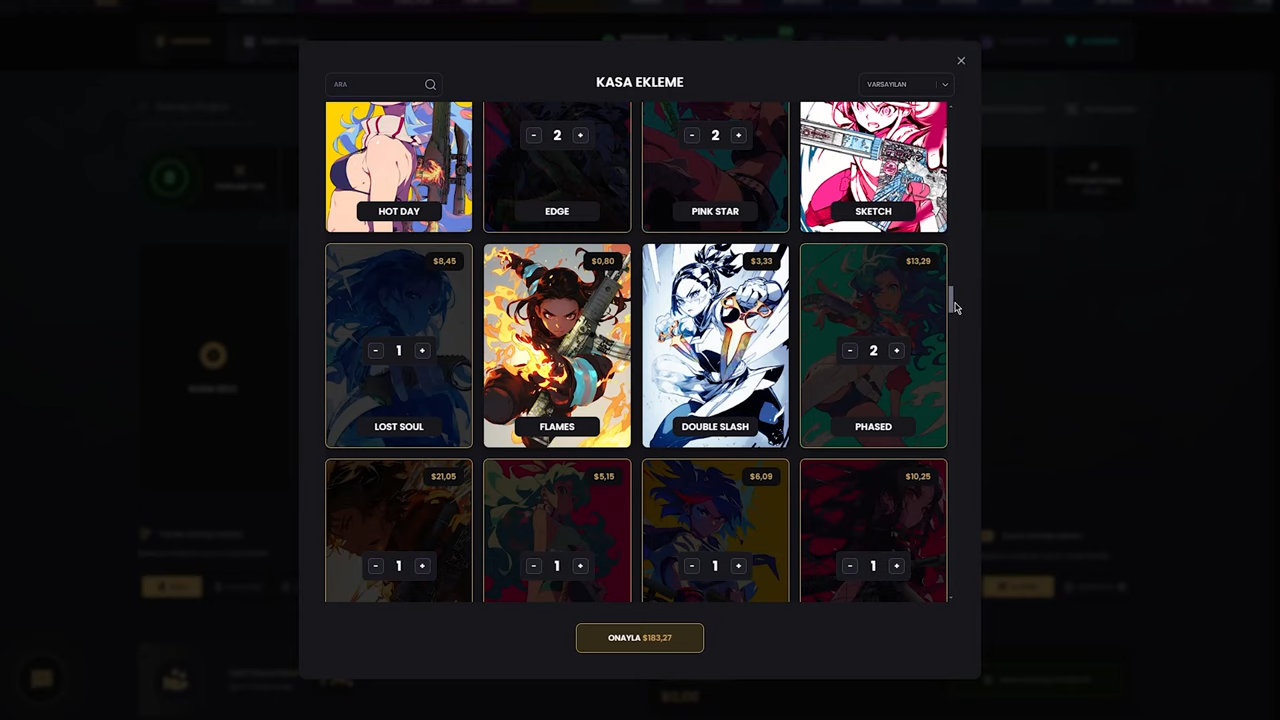 KASA EKLEME
ARA
VARSAYILAN
- 2 +
- 2 +
HOT DAY
EDGE
PINK STAR
SKETCH
$8,45
$0,80
$3,33
$13,29
- 1 +
- 2 +
LOST SOUL
FLAMES
DOUBLE SLASH
PHASED
$21,05
$5,15
$6,09
$10,25
- 1 +
- 1 +
- 1 +
- 1 +
ONAYLA $183,27